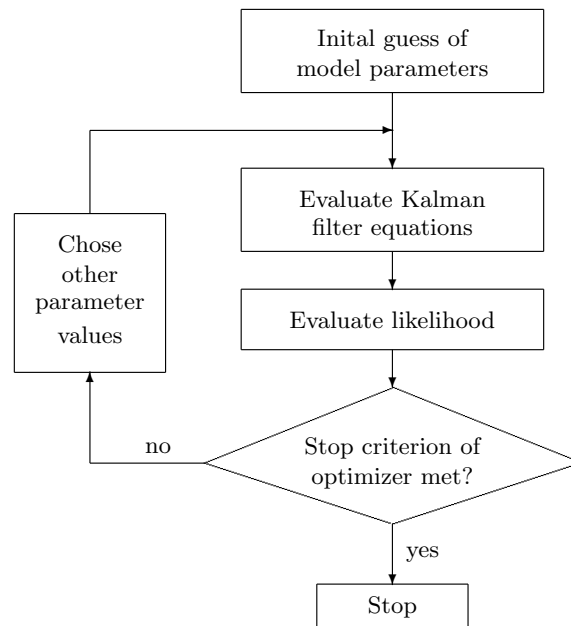 Inital guess of
model parameters
Evaluate Kalman
filter equations
Chose
other
parameter
values
Evaluate likelihood
no
Stop criterion of
optimizer met?
yes
Stop